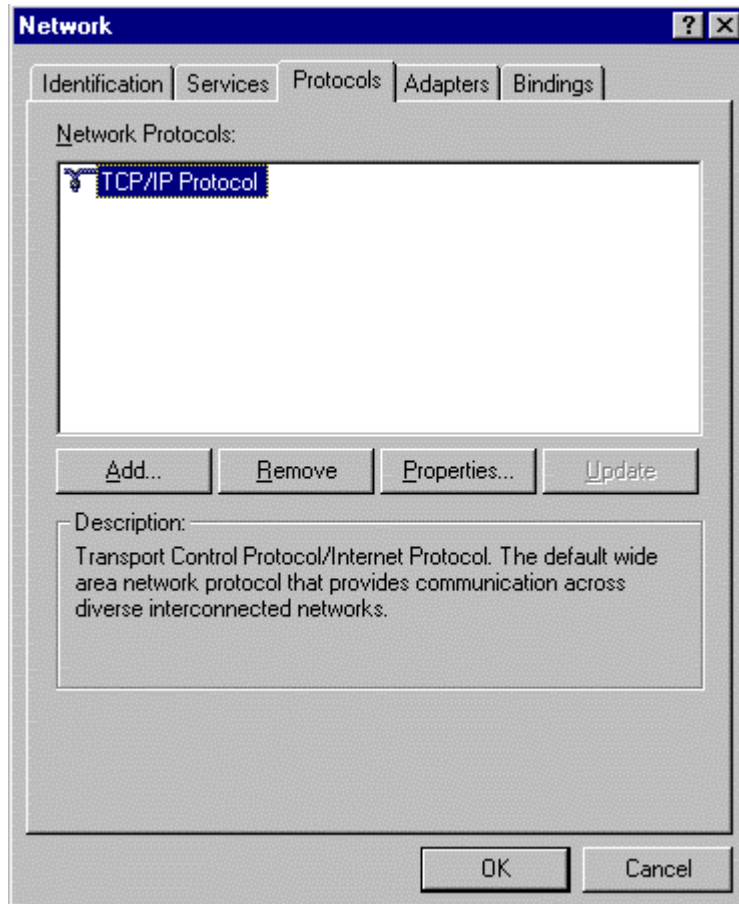 Network
Identification Services Protocols Adapters Bindings
Network Protocols:
TCP/IP Protocol
Add... Remove Properties... Update
Description:
Transport Control Protocol/Internet Protocol. The default wide
area network protocol that provides communication across
diverse interconnected networks.
OK Cancel